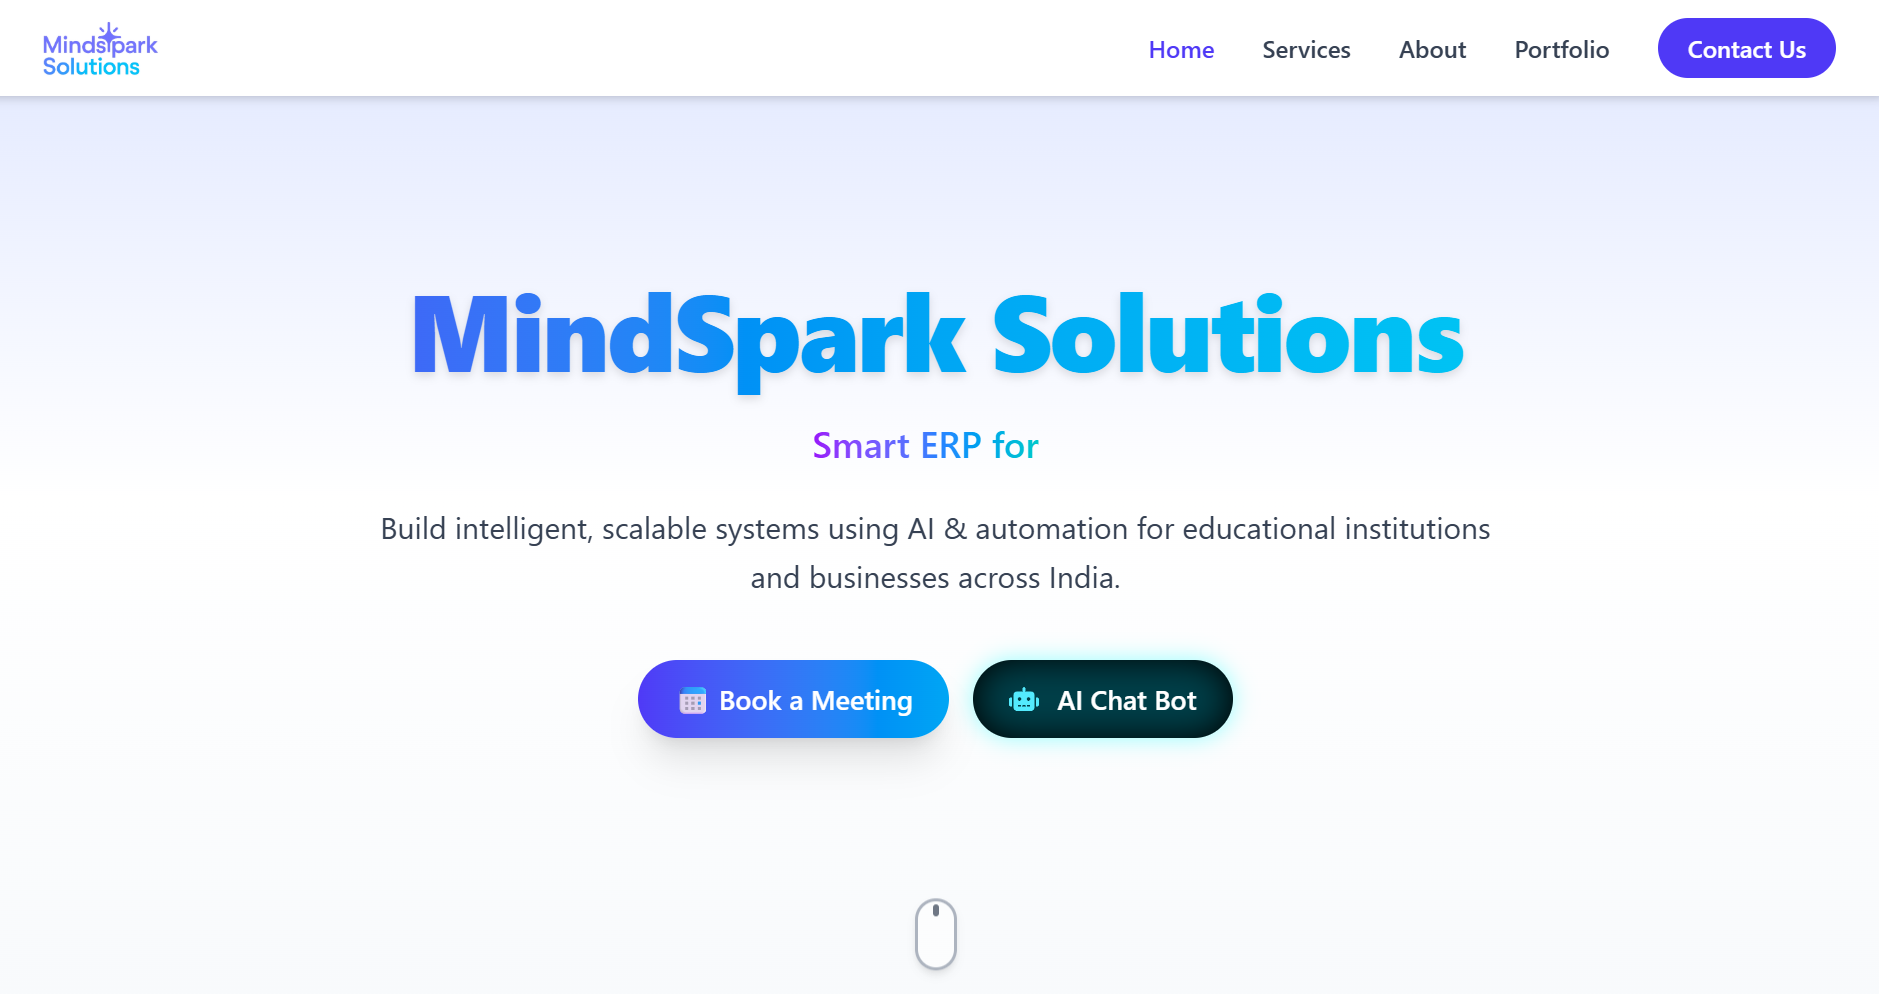 Mindspark
Solutions
Home
Services
About
Portfolio
Contact Us
MindSpark Solutions
Smart ERP for
Build intelligent, scalable systems using AI & automation for educational institutions
and businesses across India.
Book a Meeting
AI Chat Bot